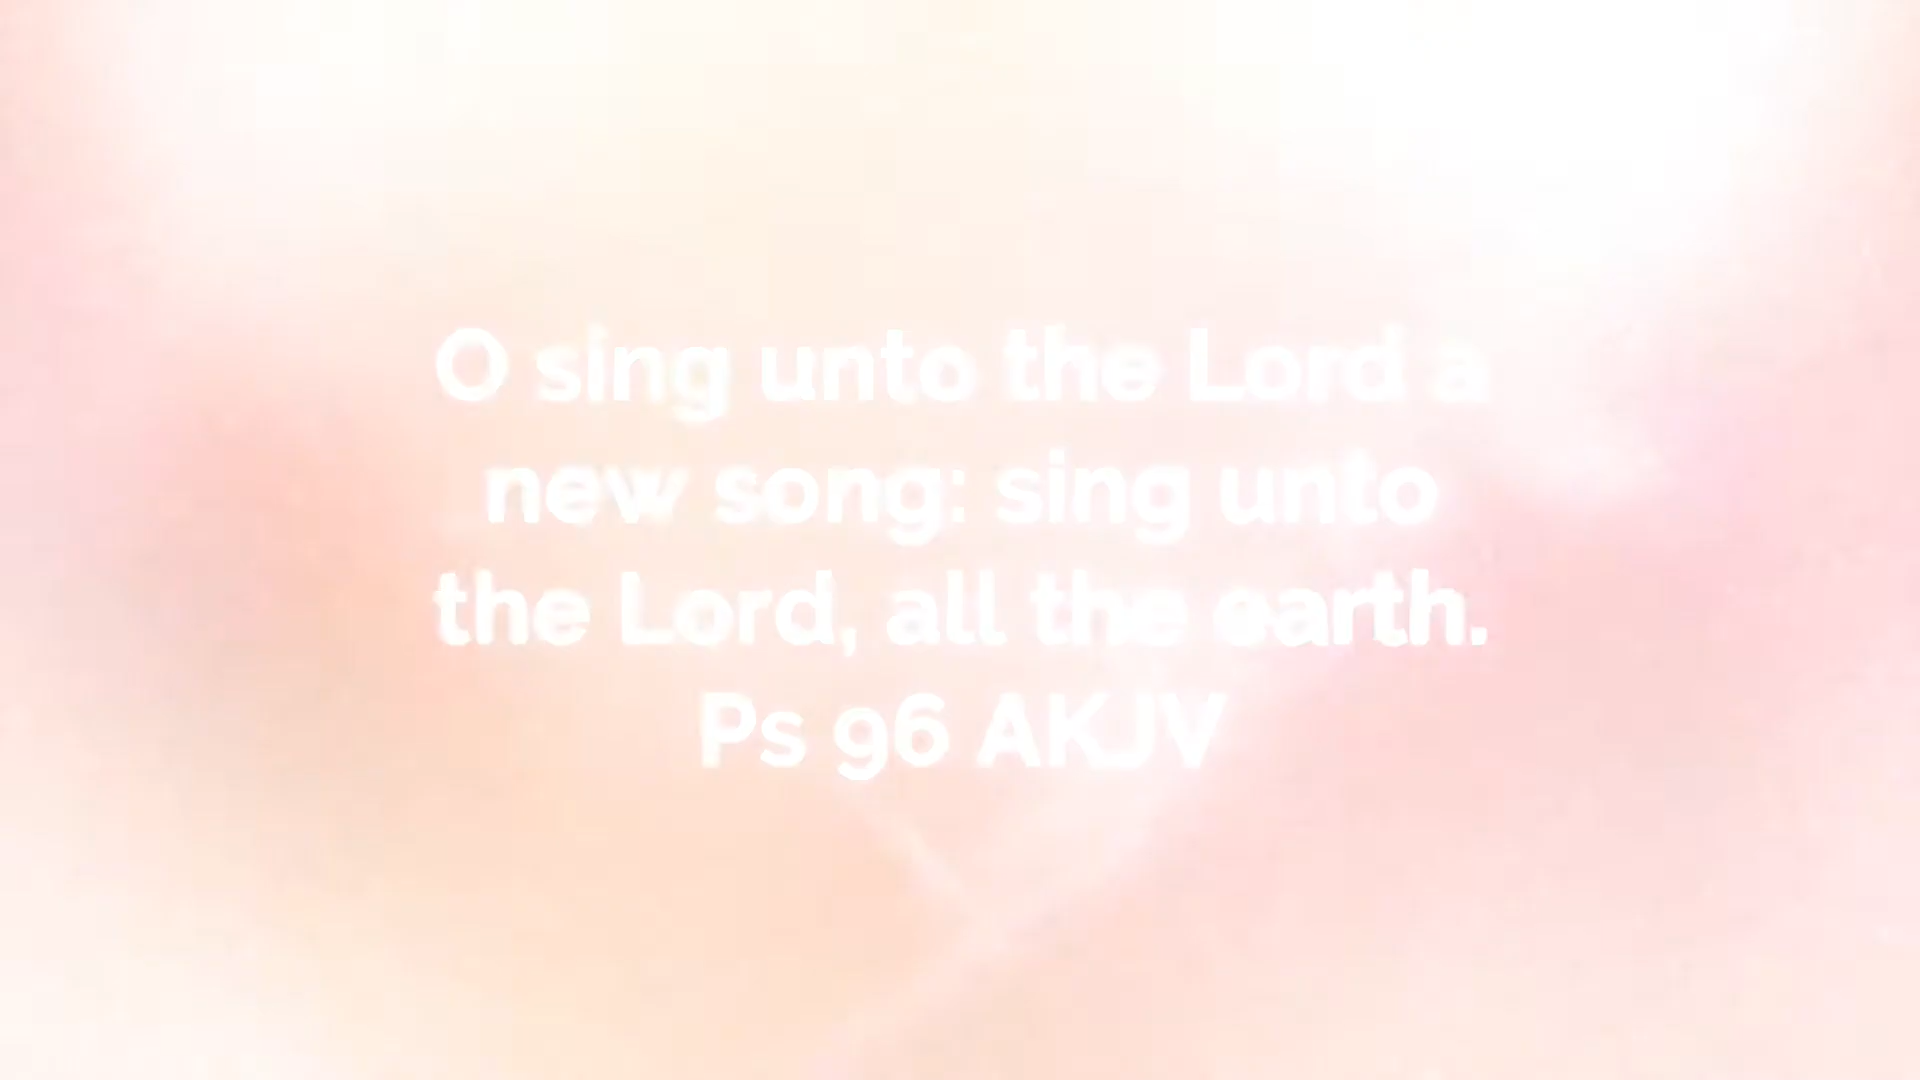 O sing unto the Lord a
new song: sing unto
the Lord, all the earth.
Ps 96 AKJV